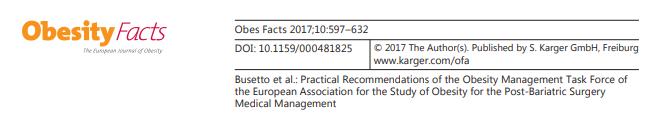 Obesity Facts
The European Journal of Obesity
Obes Facts 2017;10:597–632
DOI: 10.1159/000481825
© 2017 The Author(s). Published by S. Karger GmbH, Freiburg
www.karger.com/ofa
Busetto et al.: Practical Recommendations of the Obesity Management Task Force of
the European Association for the Study of Obesity for the Post-Bariatric Surgery
Medical Management